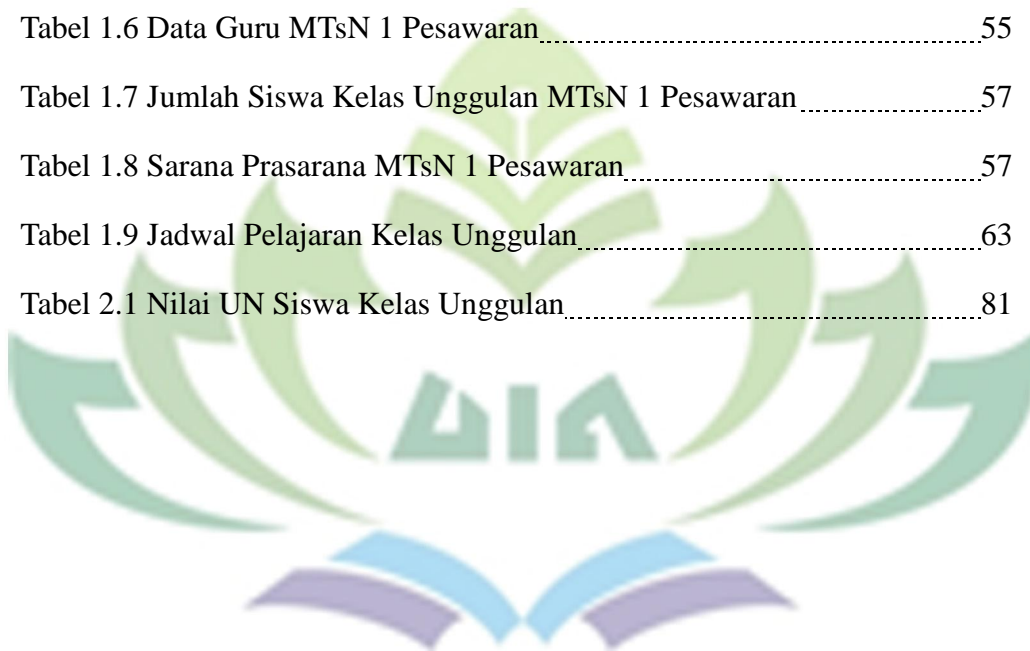 Tabel 1.6 Data Guru MTsN 1 Pesawaran 55
Tabel 1.7 Jumlah Siswa Kelas Unggulan MTsN 1 Pesawaran 57
Tabel 1.8 Sarana Prasarana MTsN 1 Pesawaran 57
Tabel 1.9 Jadwal Pelajaran Kelas Unggulan 63
Tabel 2.1 Nilai UN Siswa Kelas Unggulan 81
UIN